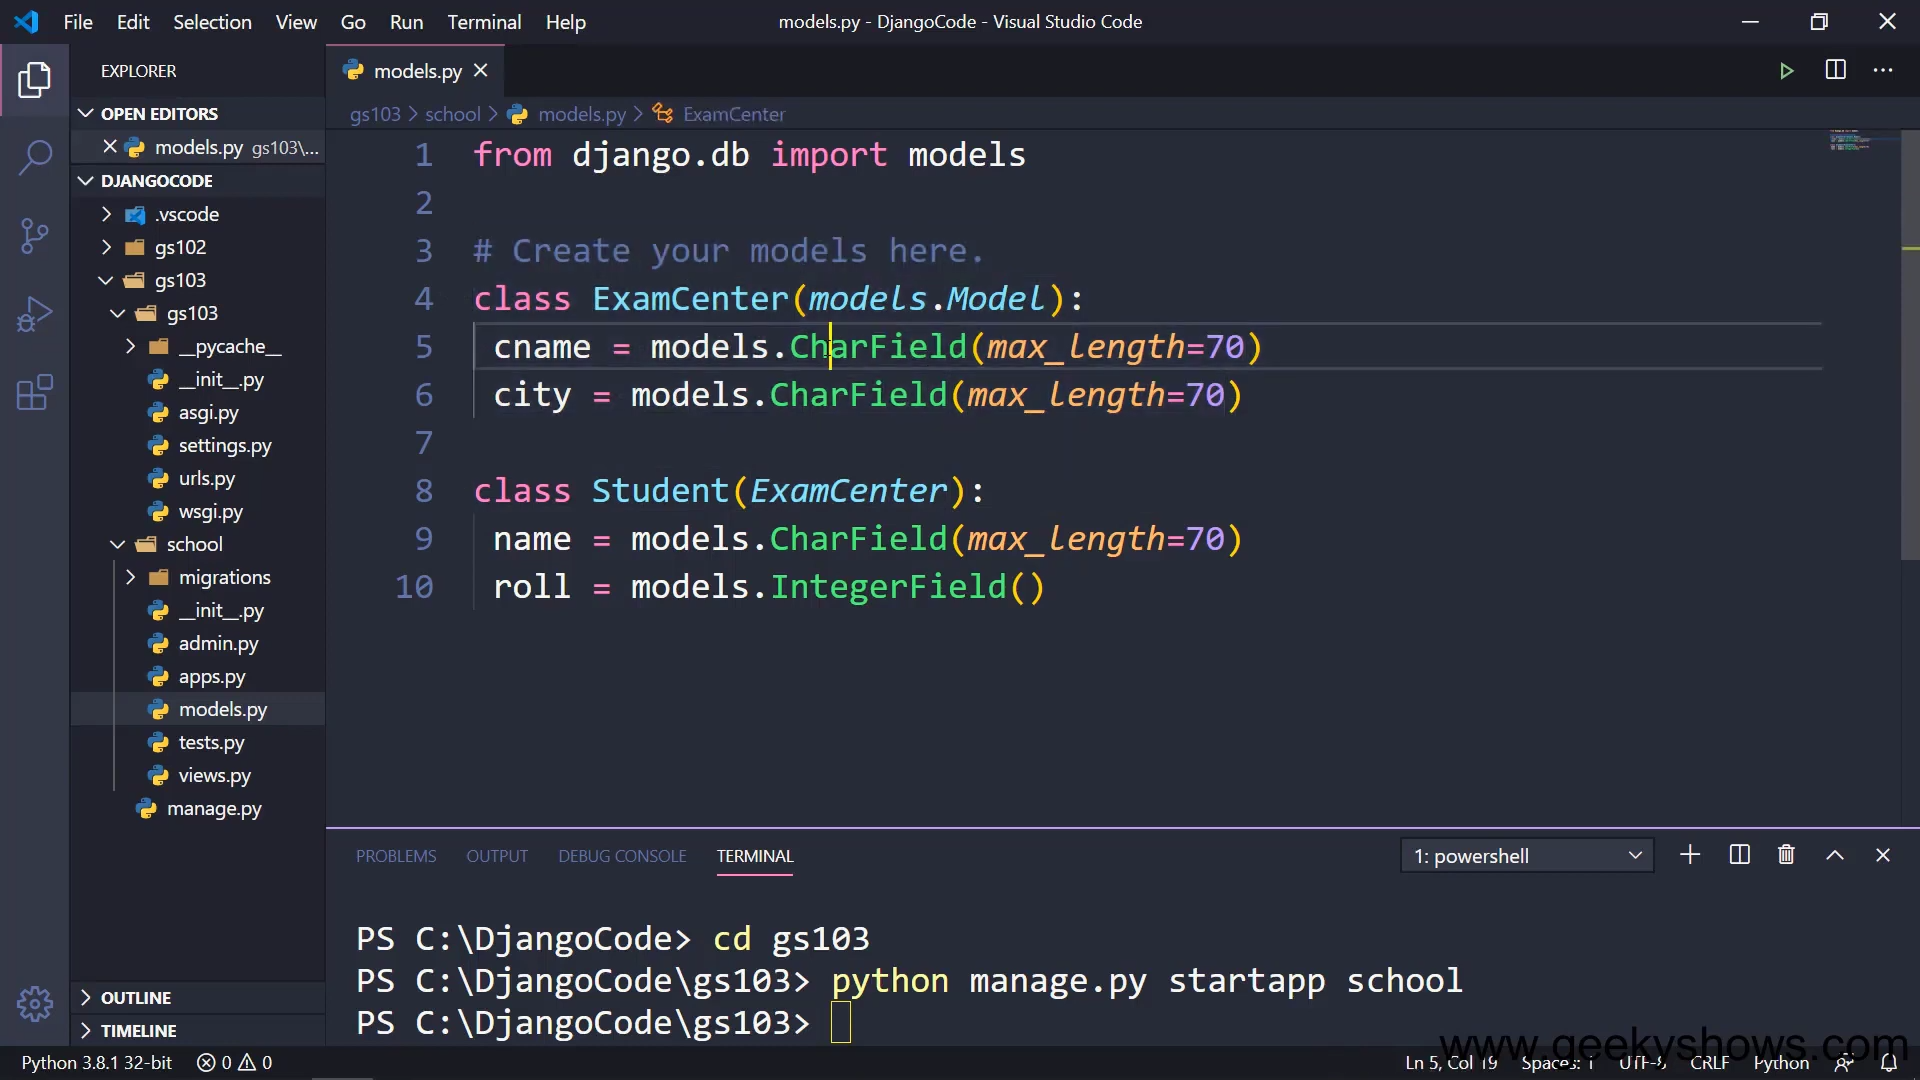 File Edit Selection View Go Run Terminal Help
models.py - DjangoCode - Visual Studio Code
EXPLORER
OPEN EDITORS
models.py gs103\...
DJANGOCODE
.vscode
gs102
gs103
gs103
__pycache__
__init__.py
asgi.py
settings.py
urls.py
wsgi.py
school
migrations
__init__.py
admin.py
apps.py
models.py
tests.py
views.py
manage.py
OUTLINE
TIMELINE
models.py
gs103 > school > models.py > ExamCenter
1 from django.db import models
2
3 # Create your models here.
4 class ExamCenter(models.Model):
5 cname = models.CharField(max_length=70)
6 city = models.CharField(max_length=70)
7
8 class Student(ExamCenter):
9 name = models.CharField(max_length=70)
10 roll = models.IntegerField()
PROBLEMS OUTPUT DEBUG CONSOLE TERMINAL
1: powershell
PS C:\DjangoCode> cd gs103
PS C:\DjangoCode\gs103> python manage.py startapp school
PS C:\DjangoCode\gs103>
www.geekyshows.com
Python 3.8.1 32-bit 0 0
Ln 5, Col 19 Spaces: 1 UTF-8 CRLF Python